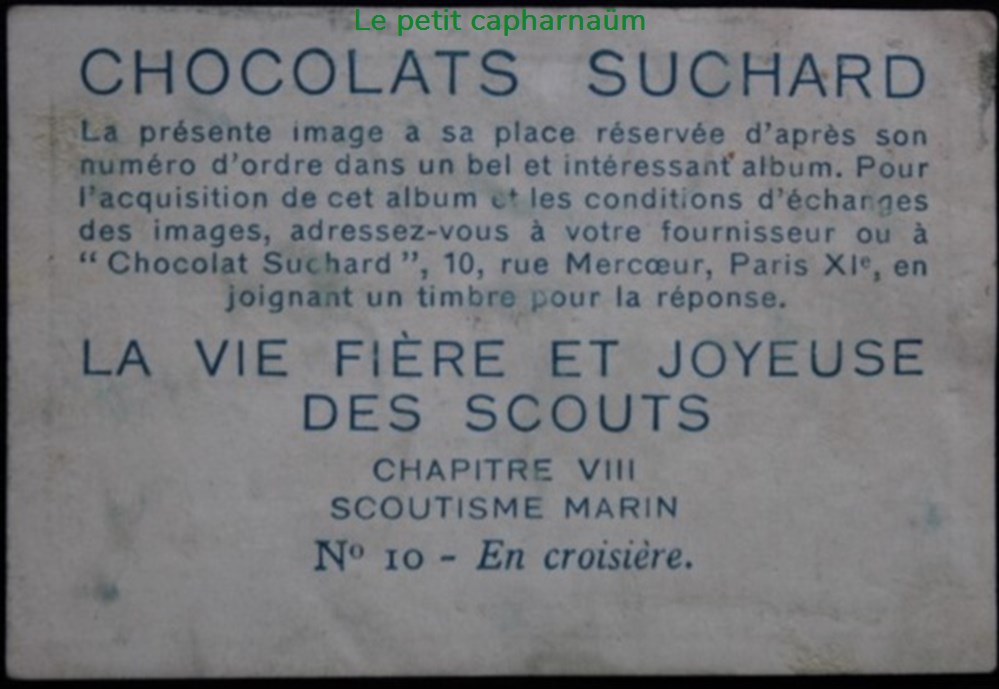 Le petit capharnaüm
CHOCOLATS SUCHARD
La présente image a sa place réservée d'après son
numéro d'ordre dans un bel et intéressant album. Pour
l'acquisition de cet album et les conditions d'échanges
des images, adressez-vous à votre fournisseur ou à
“ Chocolat Suchard ”, 10, rue Mercœur, Paris XIᵉ, en
joignant un timbre pour la réponse.
LA VIE FIÈRE ET JOYEUSE
DES SCOUTS
CHAPITRE VIII
SCOUTISME MARIN
Nº 10 - En croisière.